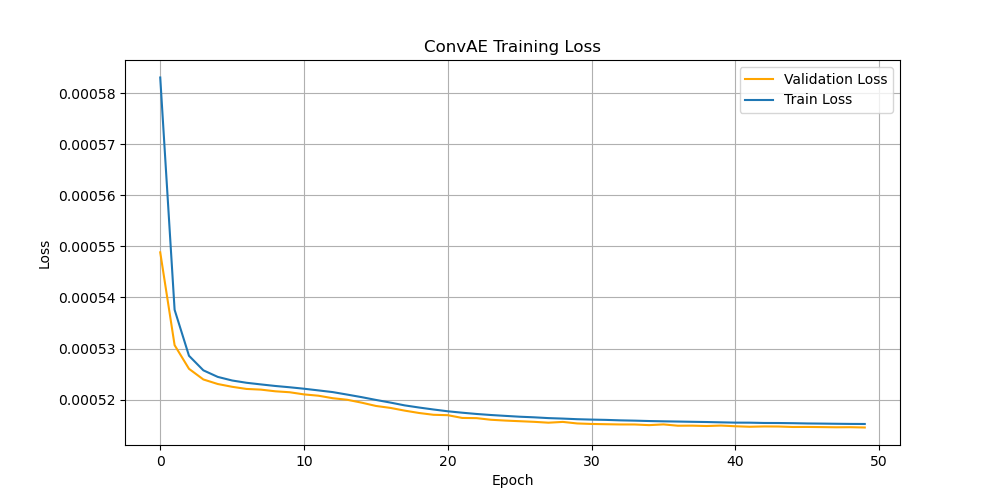 ConvAE Training Loss
Validation Loss
Train Loss
0.00058
0.00057
0.00056
0.00055
0.00054
0.00053
0.00052
Loss
0 10 20 30 40 50
Epoch